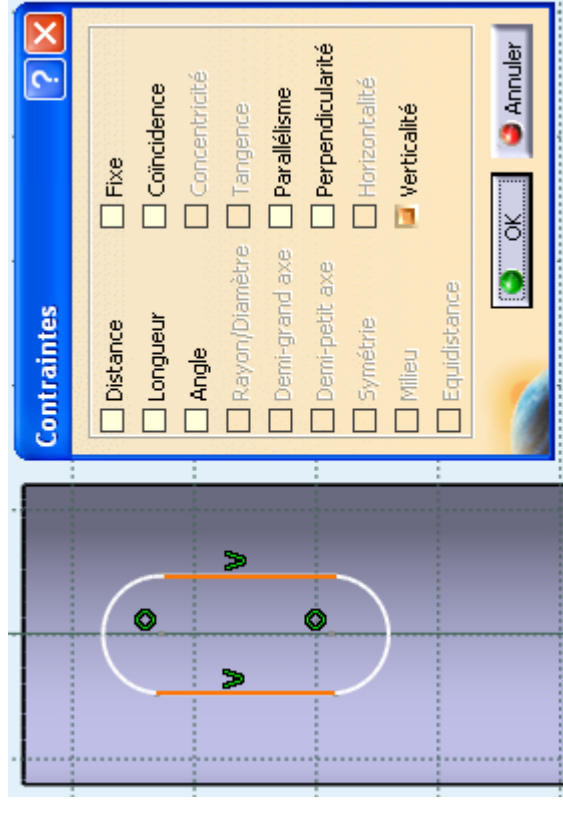 Contraintes
?
Distance
Fixe
Longueur
Coïncidence
Angle
Concentricité
Rayon/Diamètre
Tangence
Demi-grand axe
Parallélisme
Demi-petit axe
Perpendicularité
Symétrie
Horizontalité
Milieu
Verticalité
Equidistance
OK
Annuler
V
V